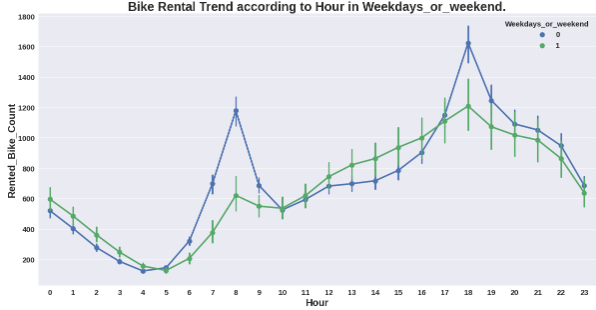 Bike Rental Trend according to Hour in Weekdays_or_weekend.
Weekdays_or_weekend
0
1
Rented_Bike_Count
1800
1600
1400
1200
1000
800
600
400
200
0 1 2 3 4 5 6 7 8 9 10 11 12 13 14 15 16 17 18 19 20 21 22 23
Hour